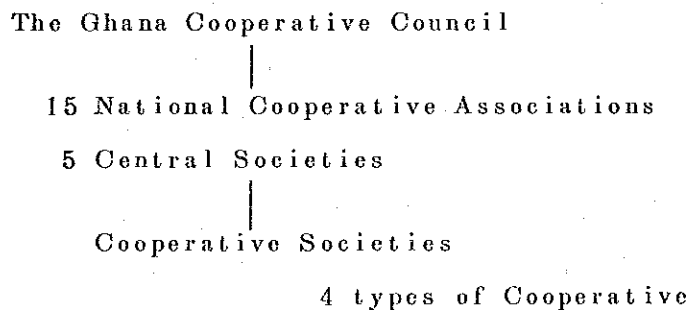 The Ghana Cooperative Council
15 National Cooperative Associations
5 Central Societies
Cooperative Societies
4 types of Cooperative